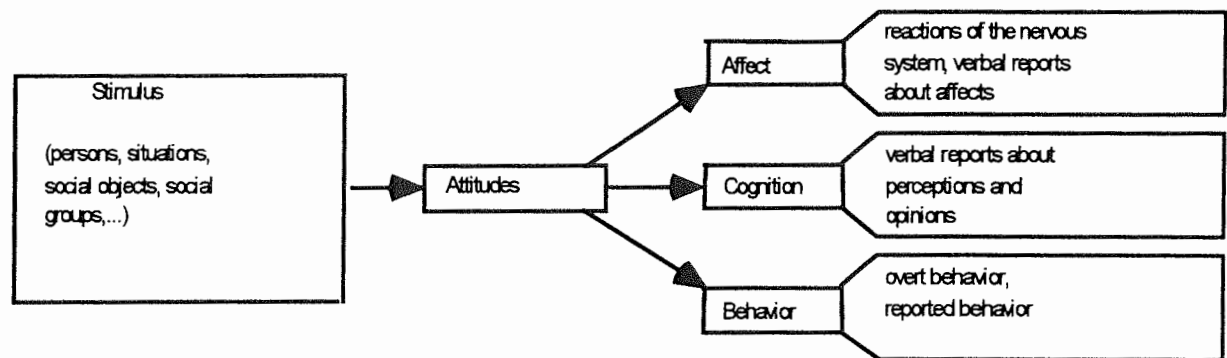 Stimulus
(persons, situations,
social objects, social
groups,...)
Attitudes
Affect
reactions of the nervous
system, verbal reports
about affects
Cognition
verbal reports about
perceptions and
opinions
Behavior
overt behavior,
reported behavior